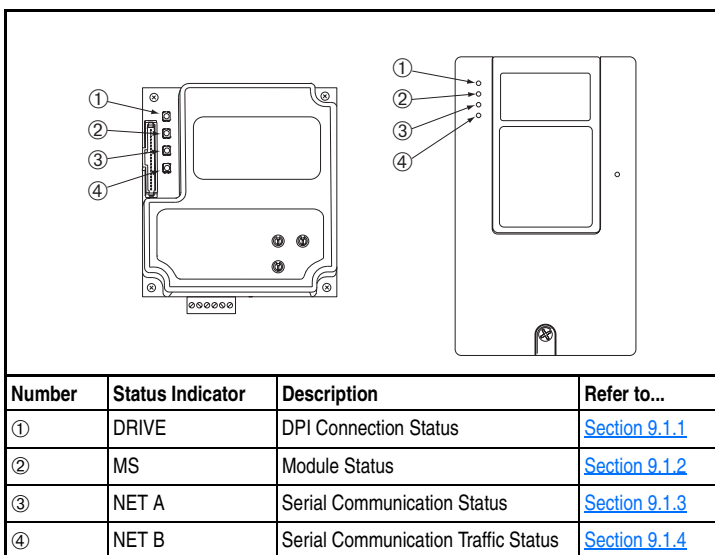 ①
②
③
④
①
②
③
④
Number Status Indicator Description Refer to...
① DRIVE DPI Connection Status Section 9.1.1
② MS Module Status Section 9.1.2
③ NET A Serial Communication Status Section 9.1.3
④ NET B Serial Communication Traffic Status Section 9.1.4